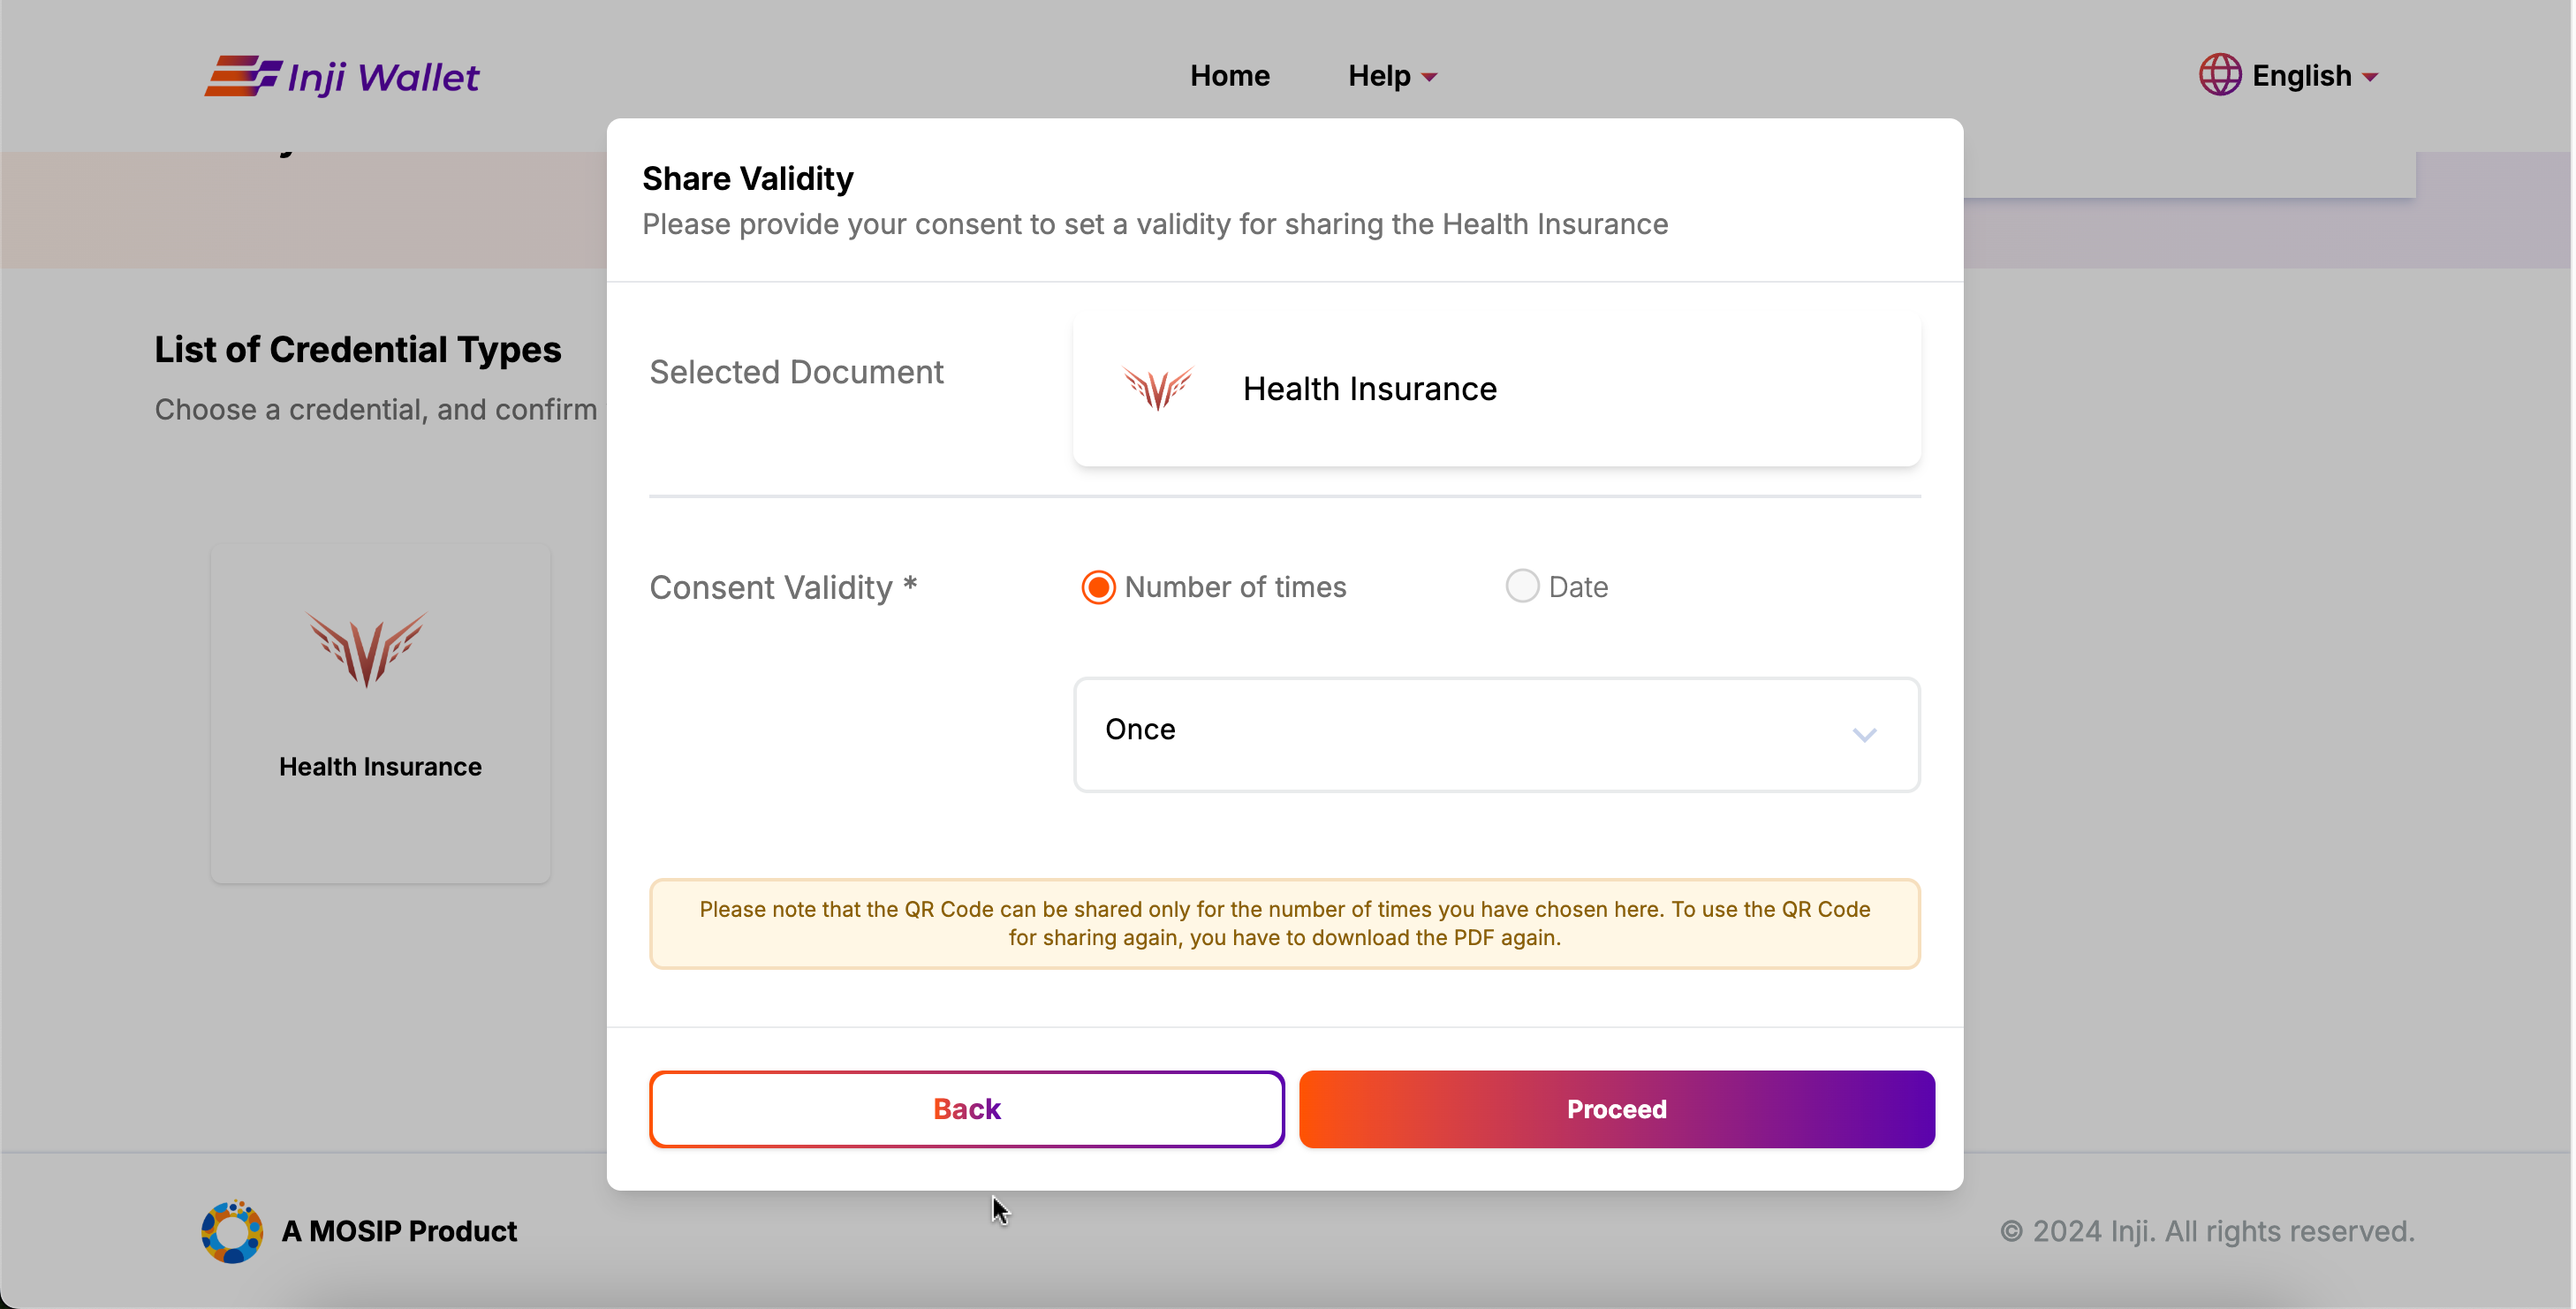 Inji Wallet
Home
Help
English
Share Validity
Please provide your consent to set a validity for sharing the Health Insurance
List of Credential Types
Choose a credential, and confirm
Health Insurance
Selected Document
Health Insurance
Consent Validity *
Number of times
Date
Once
Please note that the QR Code can be shared only for the number of times you have chosen here. To use the QR Code
for sharing again, you have to download the PDF again.
Back
Proceed
A MOSIP Product
© 2024 Inji. All rights reserved.